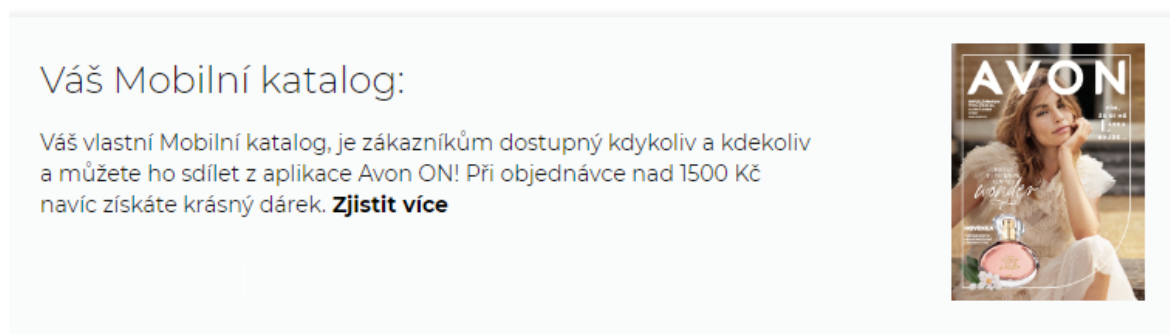 Váš Mobilní katalog:
Váš vlastní Mobilní katalog, je zákazníkům dostupný kdykoliv a kdekoliv
a můžete ho sdílet z aplikace Avon ON! Při objednávce nad 1500 Kč
navíc získáte krásný dárek. Zjistit více
AVON
wonder
NOVINKA